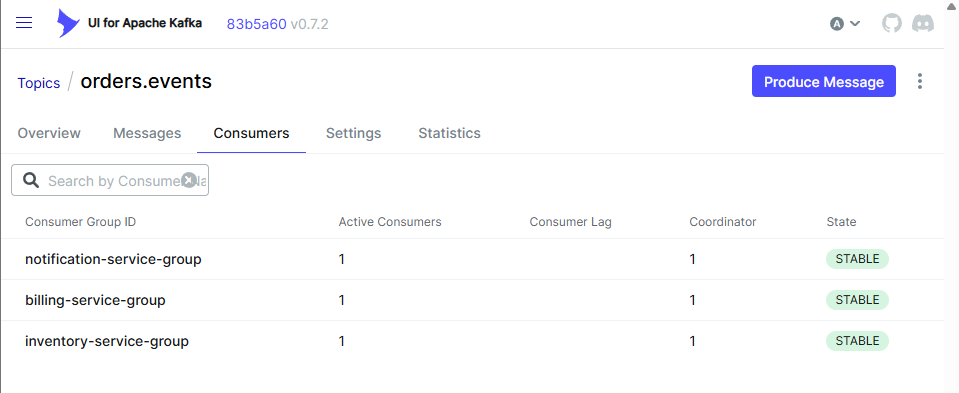 UI for Apache Kafka 83b5a60 v0.7.2 A
Topics / orders.events Produce Message
Overview Messages Consumers Settings Statistics
Search by Consumer Na
Consumer Group ID Active Consumers Consumer Lag Coordinator State
notification-service-group 1 1 STABLE
billing-service-group 1 1 STABLE
inventory-service-group 1 1 STABLE